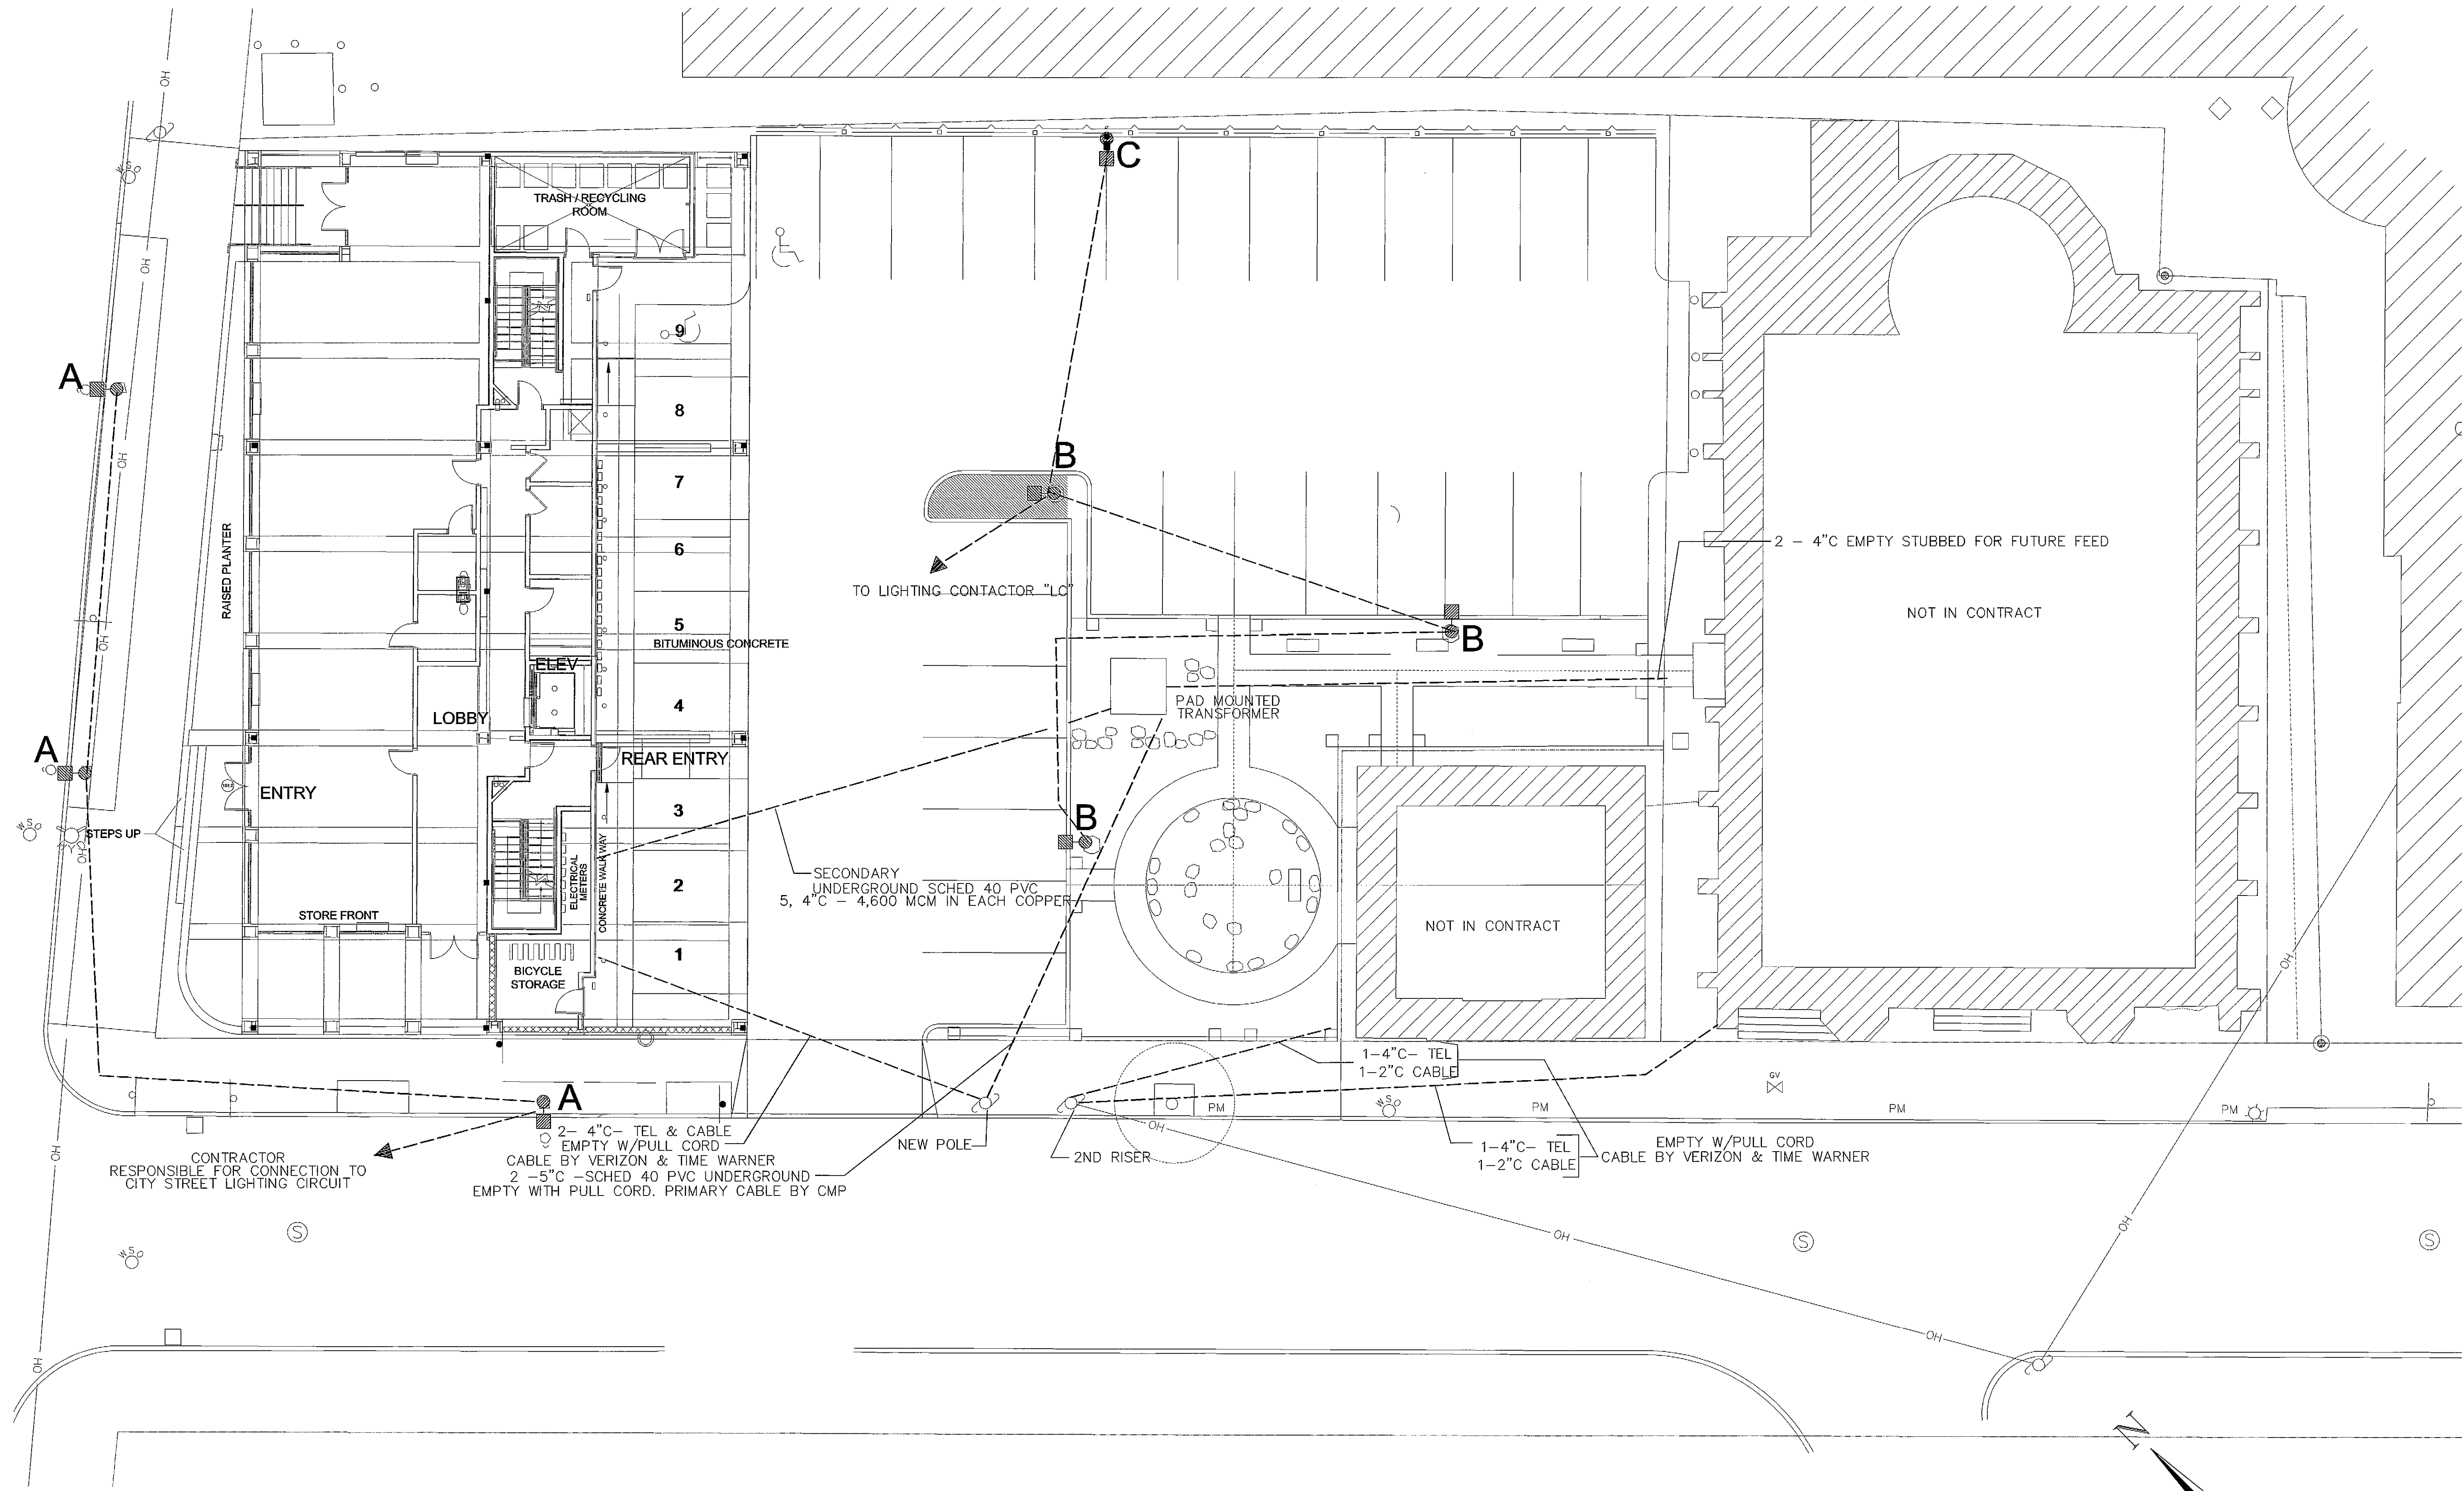 OH
W S O
TRASH / RECYCLING
ROOM
C
OH
9
A
8
B
OH
7
RAISED PLANTER
6
2 – 4"C EMPTY STUBBED FOR FUTURE FEED
TO LIGHTING CONTACTOR "LC"
NOT IN CONTRACT
5
BITUMINOUS CONCRETE
OH
B
ELEV
4
PAD MOUNTED
TRANSFORMER
LOBBY
A
REAR ENTRY
ENTRY
3
B
W S O
STEPS UP
OH
ELECTRICAL
METERS
CONCRETE WALK WAY
2
SECONDARY
UNDERGROUND SCHED 40 PVC
5, 4"C – 4,600 MCM IN EACH COPPER
STORE FRONT
NOT IN CONTRACT
1
BICYCLE
STORAGE
OH
1–4"C– TEL
1–2"C CABLE
GV
A
PM
W S O
PM
PM
PM
OH
2– 4"C– TEL & CABLE
EMPTY W/PULL CORD
CABLE BY VERIZON & TIME WARNER
2 –5"C –SCHED 40 PVC UNDERGROUND
EMPTY WITH PULL CORD. PRIMARY CABLE BY CMP
NEW POLE
2ND RISER
1–4"C– TEL
1–2"C CABLE
EMPTY W/PULL CORD
CABLE BY VERIZON & TIME WARNER
OH
CONTRACTOR
RESPONSIBLE FOR CONNECTION TO
CITY STREET LIGHTING CIRCUIT
S
S
S
OH
OH
W S O
OH
OH
N